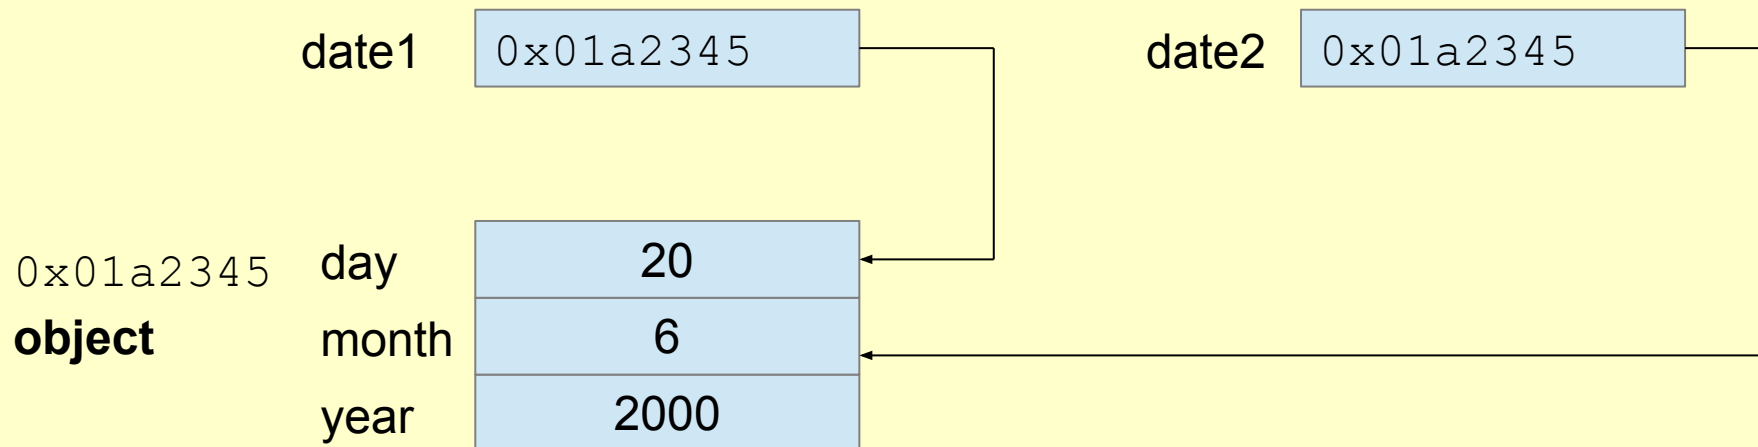 date1 0x01a2345 date2 0x01a2345
0x01a2345 day 20
object month 6
year 2000